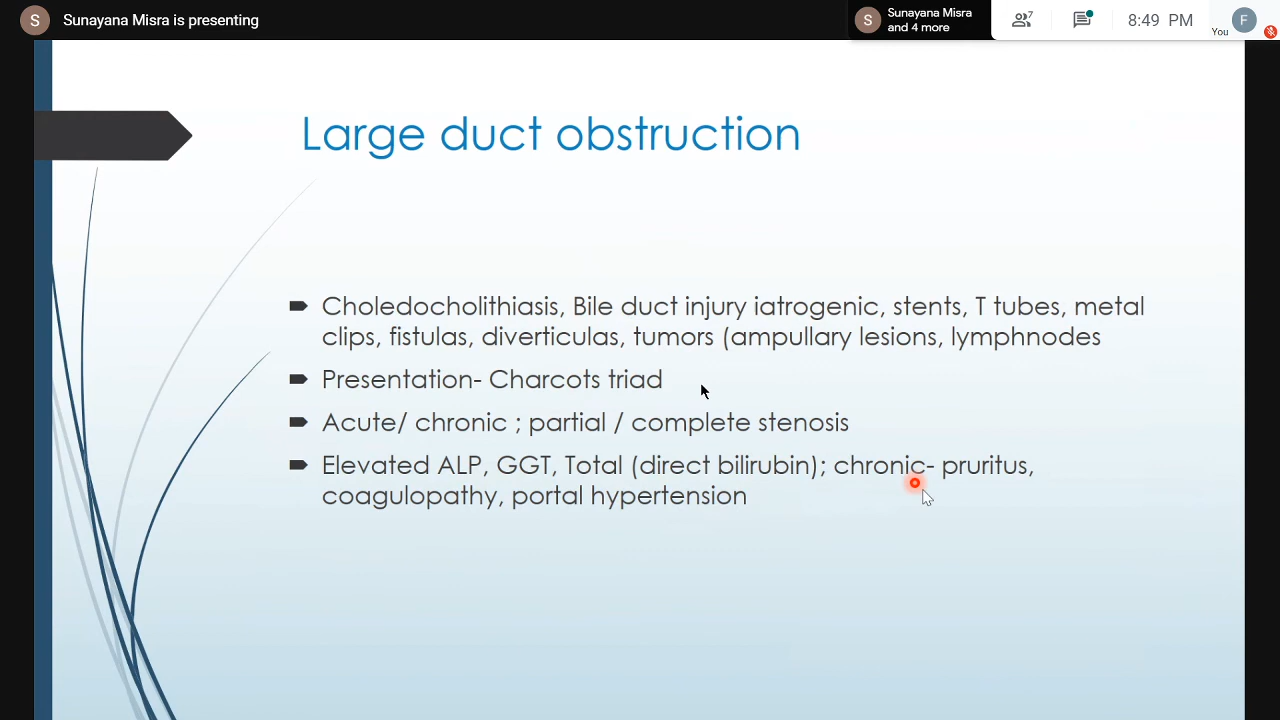 S Sunayana Misra is presenting
S Sunayana Misra
and 4 more
7
8:49 PM
You
F
Large duct obstruction
Choledocholithiasis, Bile duct injury iatrogenic, stents, T tubes, metal
clips, fistulas, diverticulas, tumors (ampullary lesions, lymphnodes
Presentation- Charcots triad
Acute/ chronic ; partial / complete stenosis
Elevated ALP, GGT, Total (direct bilirubin); chronic- pruritus,
coagulopathy, portal hypertension